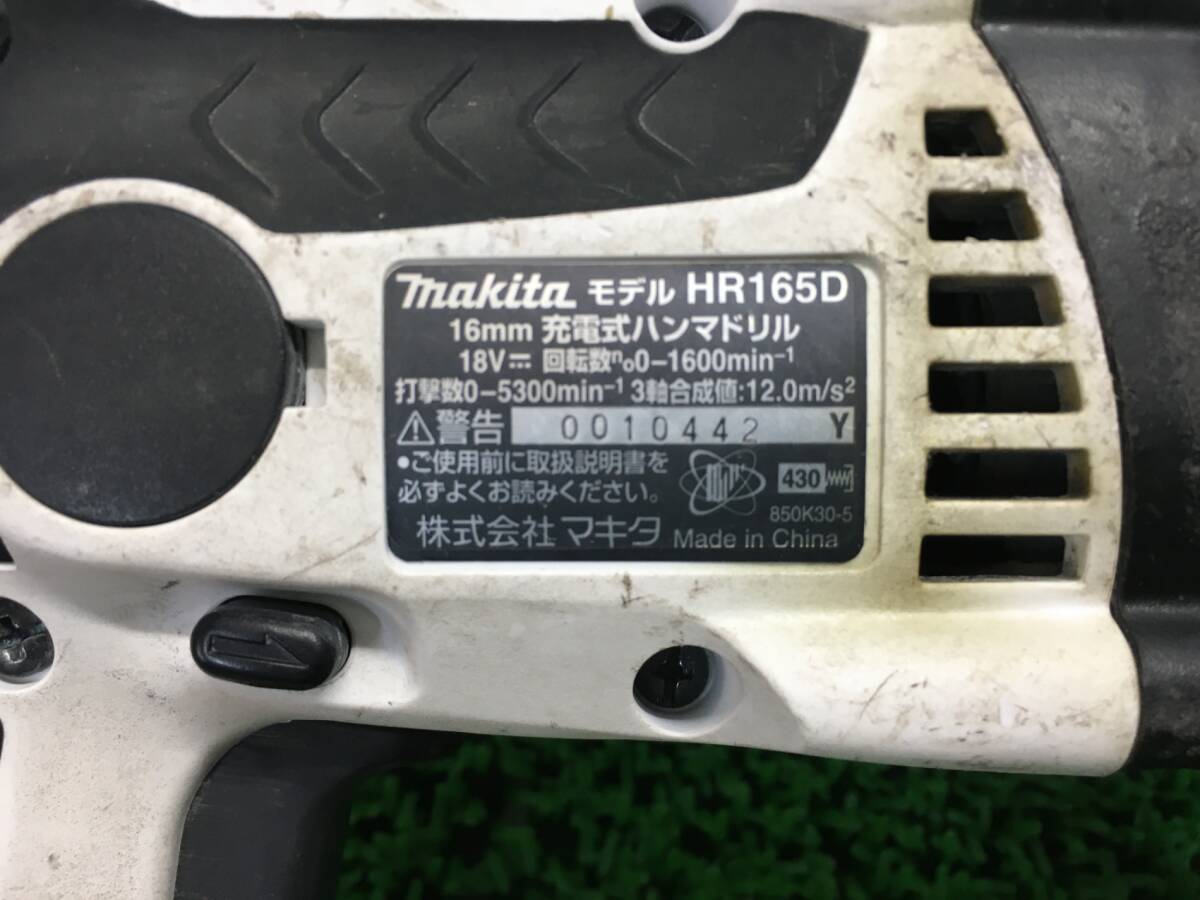 makita モデル HR165D
16mm 充電式ハンマドリル
18V⎓ 回転数n₀0-1600min⁻¹
打撃数0-5300min⁻¹ 3軸合成値:12.0m/s²
⚠警告 0010442 Y
●ご使用前に取扱説明書を
必ずよくお読みください。
430
850K30-5
株式会社 マキタ Made in China